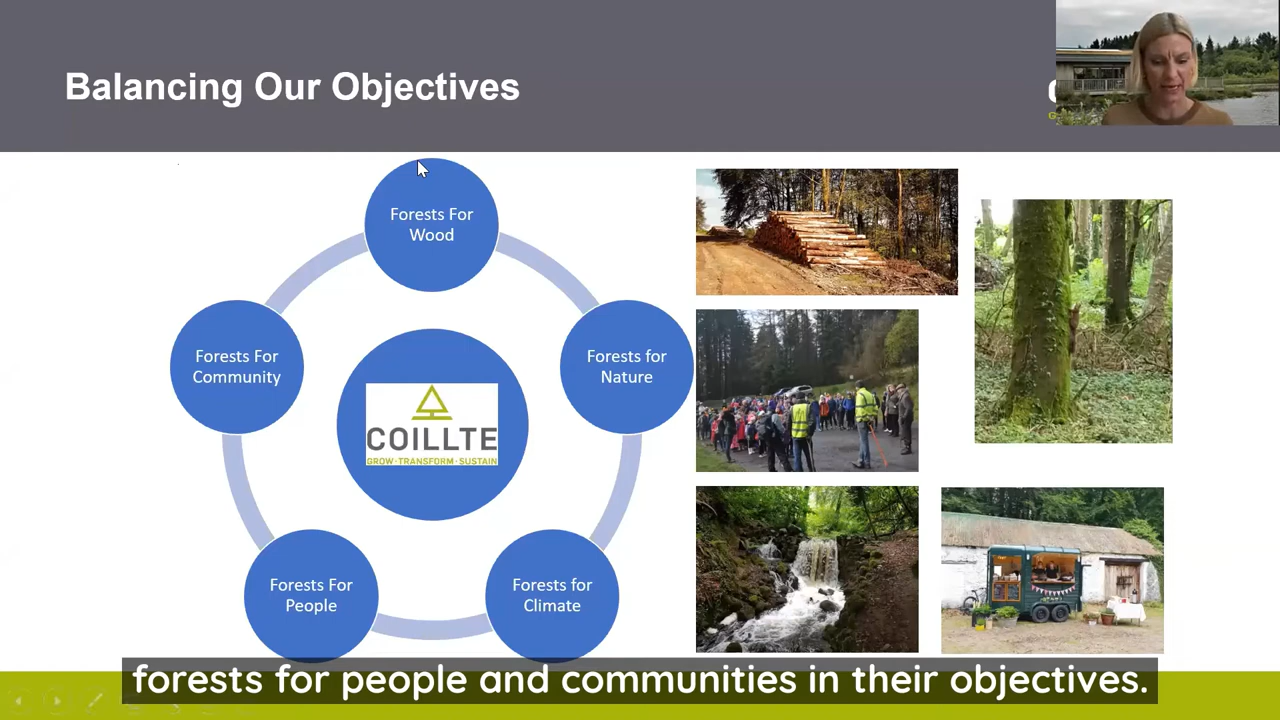 Balancing Our Objectives
Forests For
Wood
Forests For
Community
Forests for
Nature
COILLTE
GROW·TRANSFORM·SUSTAIN
Forests For
People
Forests for
Climate
forests for people and communities in their objectives.